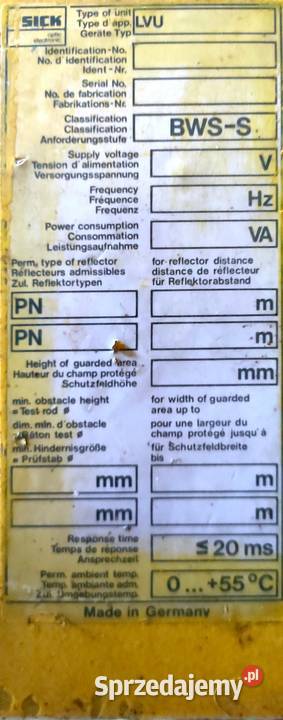 SICK
optic
electronic
Type of unit
Type d'app.
Geräte Typ
LVU
Identification-No.
No. d'identification
Ident-Nr.
Serial No.
No. de fabrication
Fabrikations-Nr.
Classification
Classification
Anforderungsstufe
BWS-S
Supply voltage
Tension d'alimentation
Versorgungsspannung
V
Frequency
Fréquence
Frequenz
Hz
Power consumption
Consommation
Leistungsaufnahme
VA
Perm. type of reflector
Réflecteurs admissibles
Zul. Reflektortypen
for reflector distance
distance de réflecteur
für Reflektorabstand
PN
m
PN
m
Height of guarded area
Hauteur du champ protégé
Schutzfeldhöhe
mm
min. obstacle height
= Test rod ø
dim. min. d'obstacle
= Bâton test ø
min. Hindernisgröße
= Prüfstab ø
for width of guarded
area up to
pour une largeur du
champ protégé jusqu'à
für Schutzfeldbreite
bis
mm
m
mm
m
Response time
Temps de réponse
Ansprechzeit
≤ 20 ms
Perm. ambient temp.
Temp. ambiante adm.
Zul. Umgebungstemp.
0...+55°C
Made in Germany
Sprzedajemy.pl